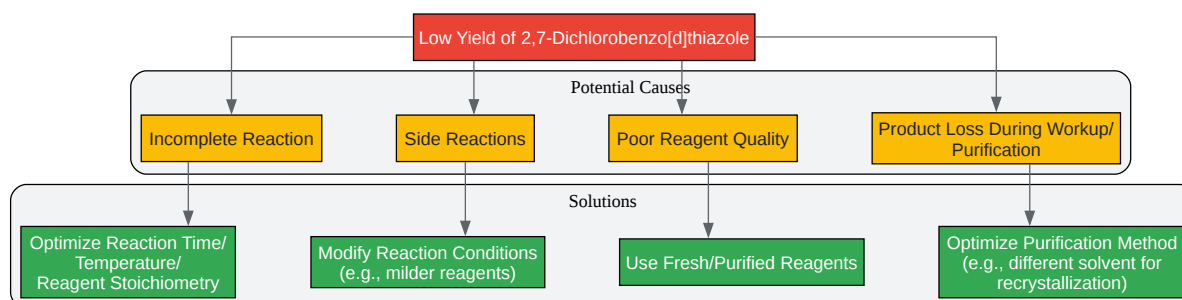 Low Yield of 2,7-Dichlorobenzo[d]thiazole
Potential Causes
Incomplete Reaction
Side Reactions
Poor Reagent Quality
Product Loss During Workup/
Purification
Solutions
Optimize Reaction Time/
Temperature/
Reagent Stoichiometry
Modify Reaction Conditions
(e.g., milder reagents)
Use Fresh/Purified Reagents
Optimize Purification Method
(e.g., different solvent for
recrystallization)